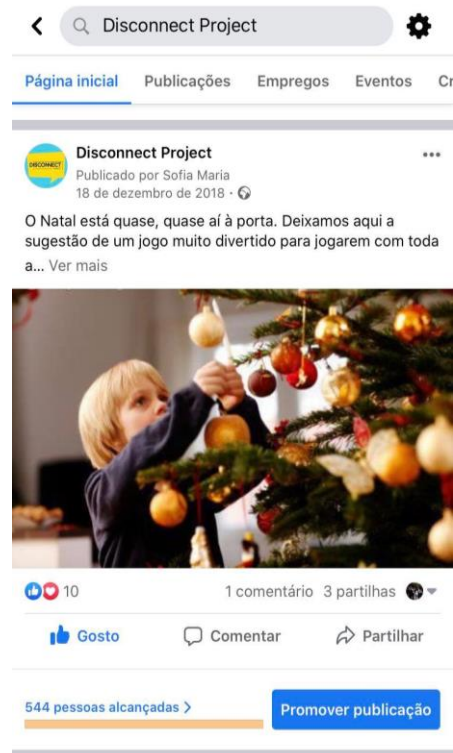 Disconnect Project
Página inicial Publicações Empregos Eventos Cr
DISCONNECT
Disconnect Project
Publicado por Sofia Maria
18 de dezembro de 2018 ·
O Natal está quase, quase aí à porta. Deixamos aqui a
sugestão de um jogo muito divertido para jogarem com toda
a... Ver mais
10 1 comentário 3 partilhas
Gosto Comentar Partilhar
544 pessoas alcançadas > Promover publicação